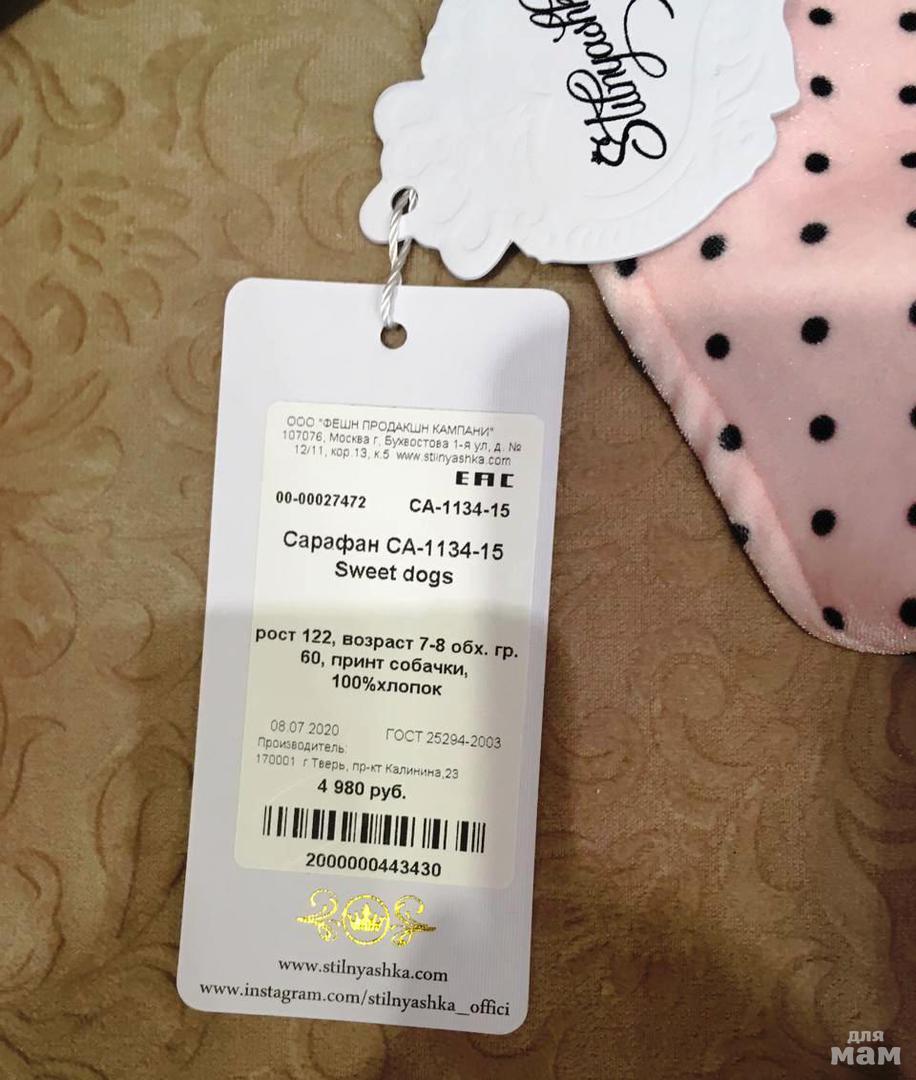 Stilnyashka
ООО "ФЕШН ПРОДАКШН КАМПАНИ"
107076, Москва г, Бухвостова 1-я ул, д. №
12/11, кор.13, к.5 www.stilnyashka.com
EAC
00-00027472 СА-1134-15
Сарафан СА-1134-15
Sweet dogs
рост 122, возраст 7-8 обх. гр.
60, принт собачки,
100%хлопок
08.07.2020 ГОСТ 25294-2003
Производитель:
170001 г Тверь, пр-кт Калинина,23
4 980 руб.
2000000443430
www.stilnyashka.com
www.instagram.com/stilnyashka_offici
для
мам